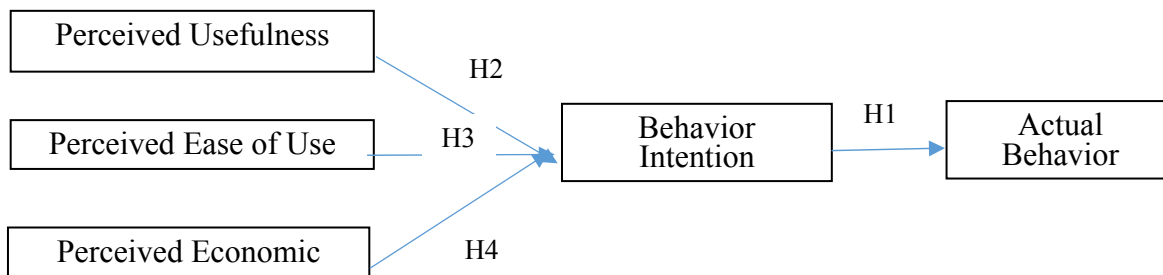 Perceived Usefulness
H2
Perceived Ease of Use
H3
Behavior
Intention
H1
Actual
Behavior
Perceived Economic
H4